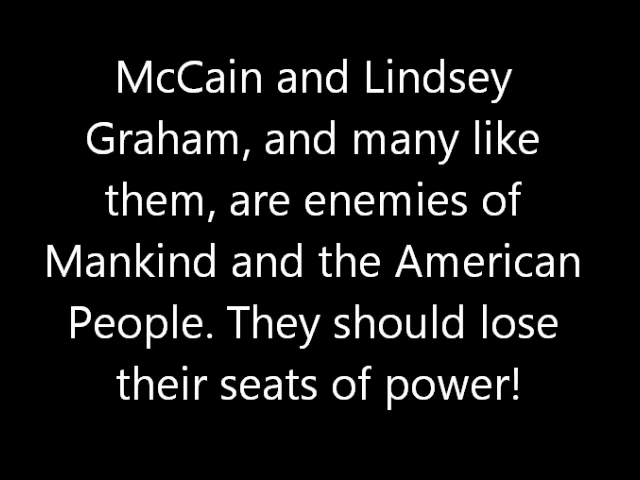 McCain and Lindsey
Graham, and many like
them, are enemies of
Mankind and the American
People. They should lose
their seats of power!